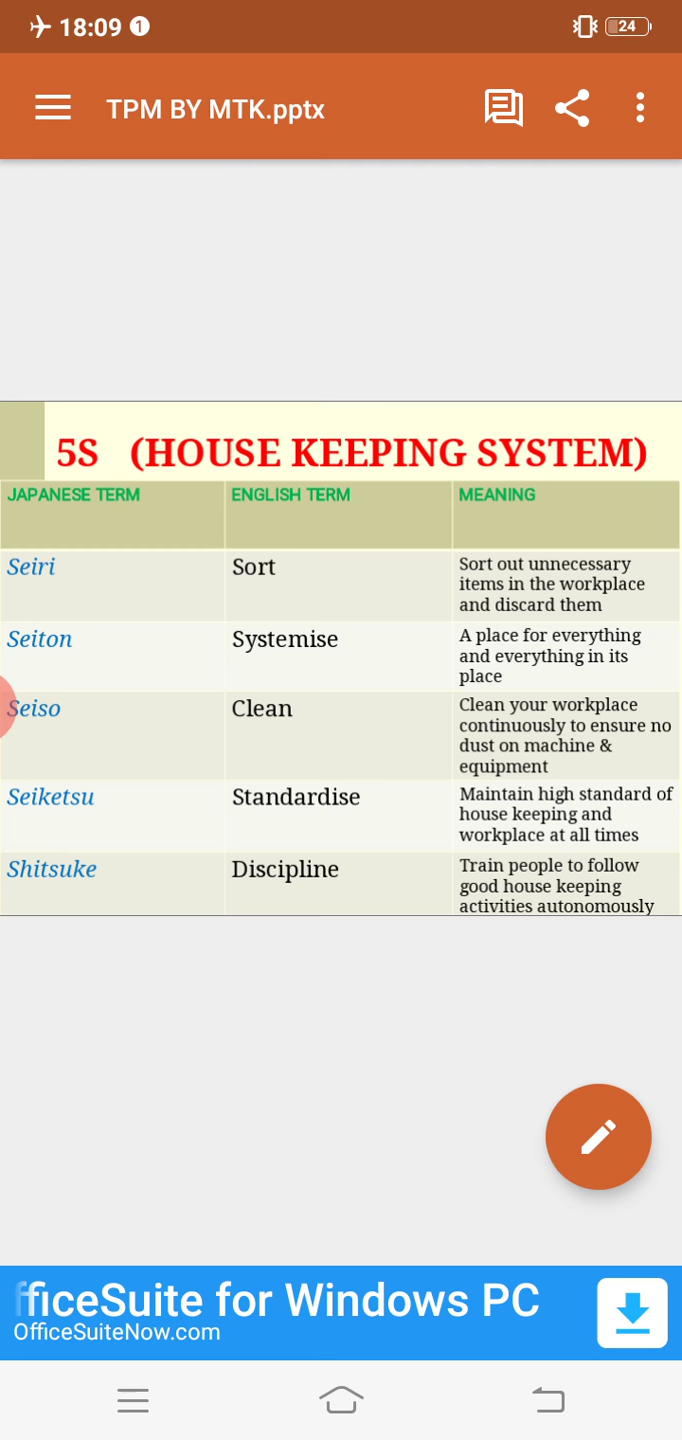 18:09 1
24
TPM BY MTK.pptx
5S (HOUSE KEEPING SYSTEM)
JAPANESE TERM ENGLISH TERM MEANING
Seiri Sort Sort out unnecessary
items in the workplace
and discard them
Seiton Systemise A place for everything
and everything in its
place
Seiso Clean Clean your workplace
continuously to ensure no
dust on machine &
equipment
Seiketsu Standardise Maintain high standard of
house keeping and
workplace at all times
Shitsuke Discipline Train people to follow
good house keeping
activities autonomously
fficeSuite for Windows PC
OfficeSuiteNow.com